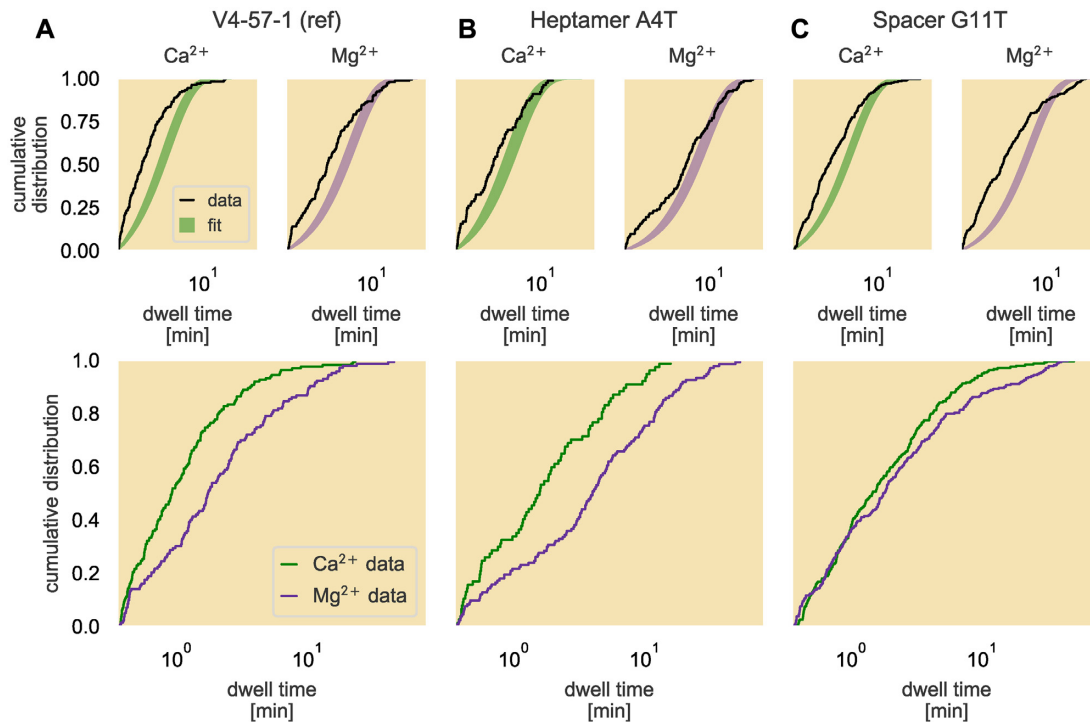 A V4-57-1 (ref) B Heptamer A4T C Spacer G11T
Ca²⁺ Mg²⁺ Ca²⁺ Mg²⁺ Ca²⁺ Mg²⁺
cumulative
distribution
1.00
0.75
0.50
0.25
0.00
data
fit
10¹ 10¹ 10¹ 10¹ 10¹ 10¹
dwell time dwell time dwell time dwell time dwell time dwell time
[min] [min] [min] [min] [min] [min]
cumulative distribution
1.0
0.8
0.6
0.4
0.2
0.0
Ca²⁺ data
Mg²⁺ data
10⁰ 10¹ 10⁰ 10¹ 10⁰ 10¹
dwell time dwell time dwell time
[min] [min] [min]